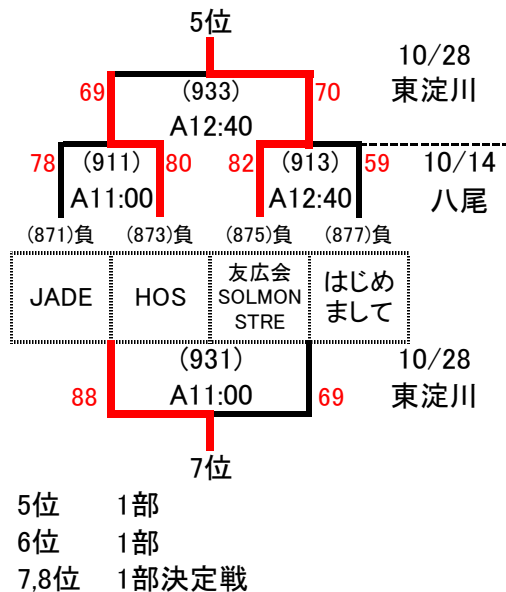 5位
10/28
69 (933) 70 東淀川
A12:40
78 (911) 80 82 (913) 59 10/14
A11:00 A12:40 八尾
(871)負 (873)負 (875)負 (877)負
JADE
HOS
友広会
SOLMON
STRE
はじめ
まして
(931) 10/28
88 A11:00 69 東淀川
7位
5位 1部
6位 1部
7,8位 1部決定戦